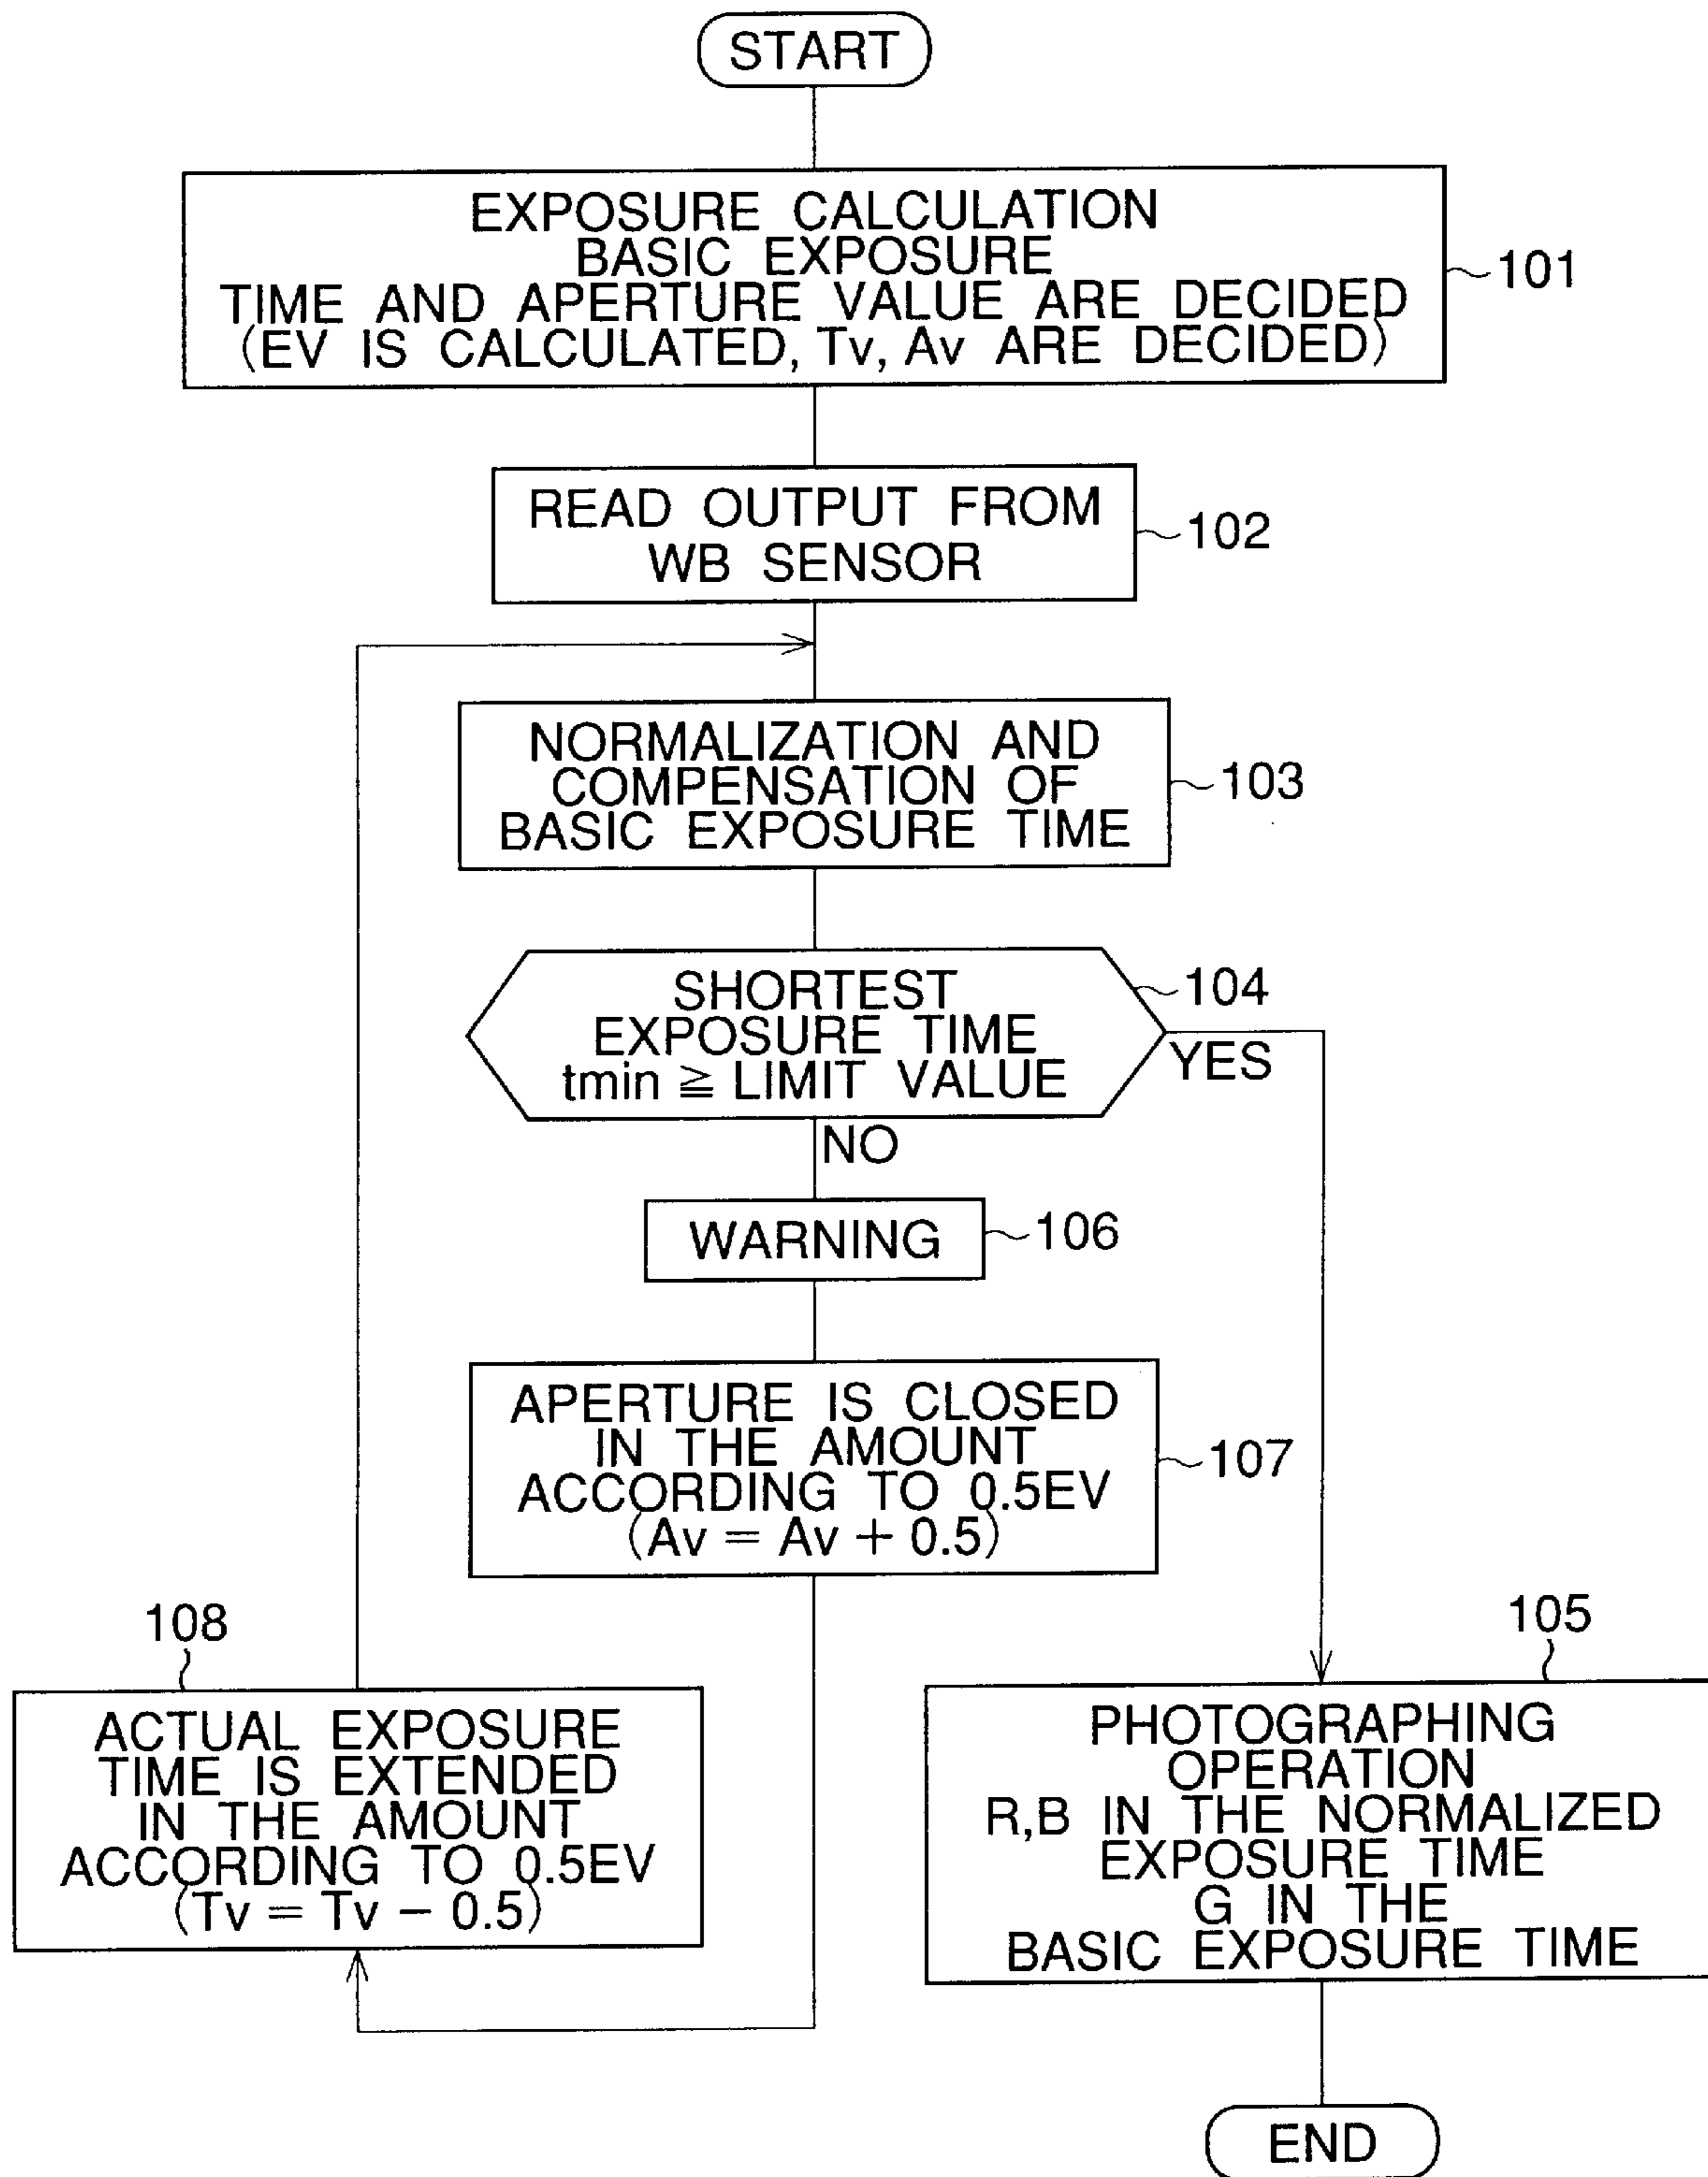 START
EXPOSURE CALCULATION
BASIC EXPOSURE
TIME AND APERTURE VALUE ARE DECIDED
(EV IS CALCULATED, Tv, Av ARE DECIDED)
101
READ OUTPUT FROM
WB SENSOR
102
NORMALIZATION AND
COMPENSATION OF
BASIC EXPOSURE TIME
103
SHORTEST
EXPOSURE TIME
tmin ≧ LIMIT VALUE
104
YES
NO
WARNING
106
APERTURE IS CLOSED
IN THE AMOUNT
ACCORDING TO 0.5EV
(Av = Av + 0.5)
107
108
ACTUAL EXPOSURE
TIME IS EXTENDED
IN THE AMOUNT
ACCORDING TO 0.5EV
(Tv = Tv − 0.5)
105
PHOTOGRAPHING
OPERATION
R,B IN THE NORMALIZED
EXPOSURE TIME
G IN THE
BASIC EXPOSURE TIME
END